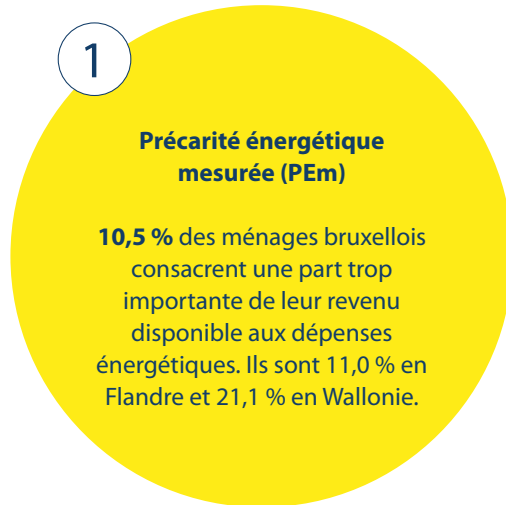 1
Précarité énergétique
mesurée (PEm)
10,5 % des ménages bruxellois
consacrent une part trop
importante de leur revenu
disponible aux dépenses
énergétiques. Ils sont 11,0 % en
Flandre et 21,1 % en Wallonie.